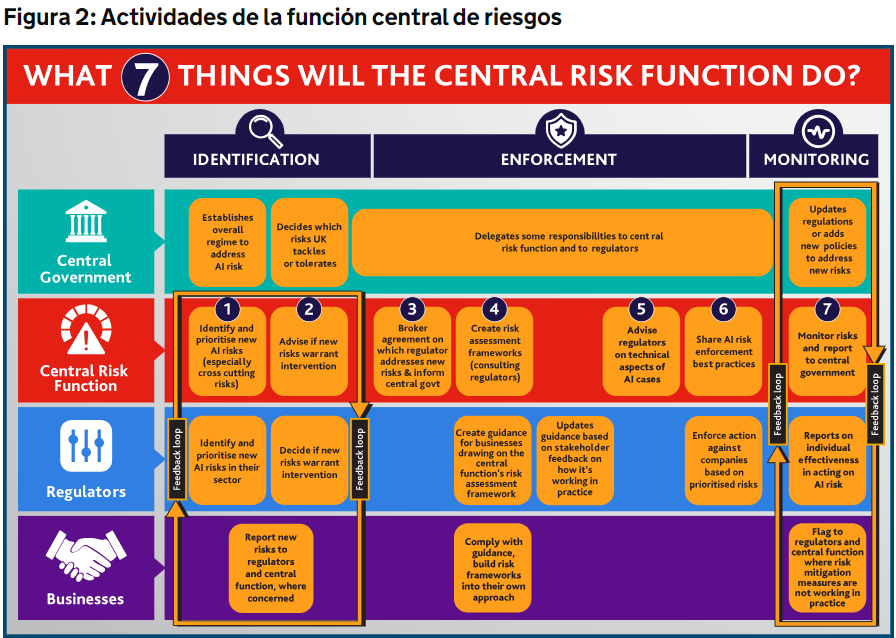 Figura 2: Actividades de la función central de riesgos
WHAT 7 THINGS WILL THE CENTRAL RISK FUNCTION DO?
IDENTIFICATION
ENFORCEMENT
MONITORING
Central
Government
Establishes
overall
regime to
address
AI risk
Decides which
risks UK
tackles
or tolerates
Delegates some responsibilities to central
risk function and to regulators
Updates
regulations
or adds
new policies
to address
new risks
Central Risk
Function
1
Identify and
prioritise new
AI risks
(especially
cross cutting
risks)
2
Advise if new
risks warrant
intervention
3
Broker
agreement on
which regulator
addresses new
risks & inform
central govt
4
Create risk
assessment
frameworks
(consulting
regulators)
5
Advise
regulators
on technical
aspects of
AI cases
6
Share AI risk
enforcement
best practices
7
Monitor risks
and report
to central
government
Regulators
Feedback loop
Identify and
prioritise new
AI risks in their
sector
Decide if new
risks warrant
intervention
Feedback loop
Create guidance
for businesses
drawing on the
central
function's risk
assessment
framework
Updates
guidance based
on stakeholder
feedback on
how it's
working in
practice
Enforce action
against
companies
based on
prioritised risks
Feedback loop
Reports on
individual
effectiveness
in acting on
AI risk
Feedback loop
Businesses
Report new
risks to
regulators
and central
function, where
concerned
Comply with
guidance,
build risk
frameworks
into their own
approach
Flag to
regulators and
central function
where risk
mitigation
measures are
not working in
practice